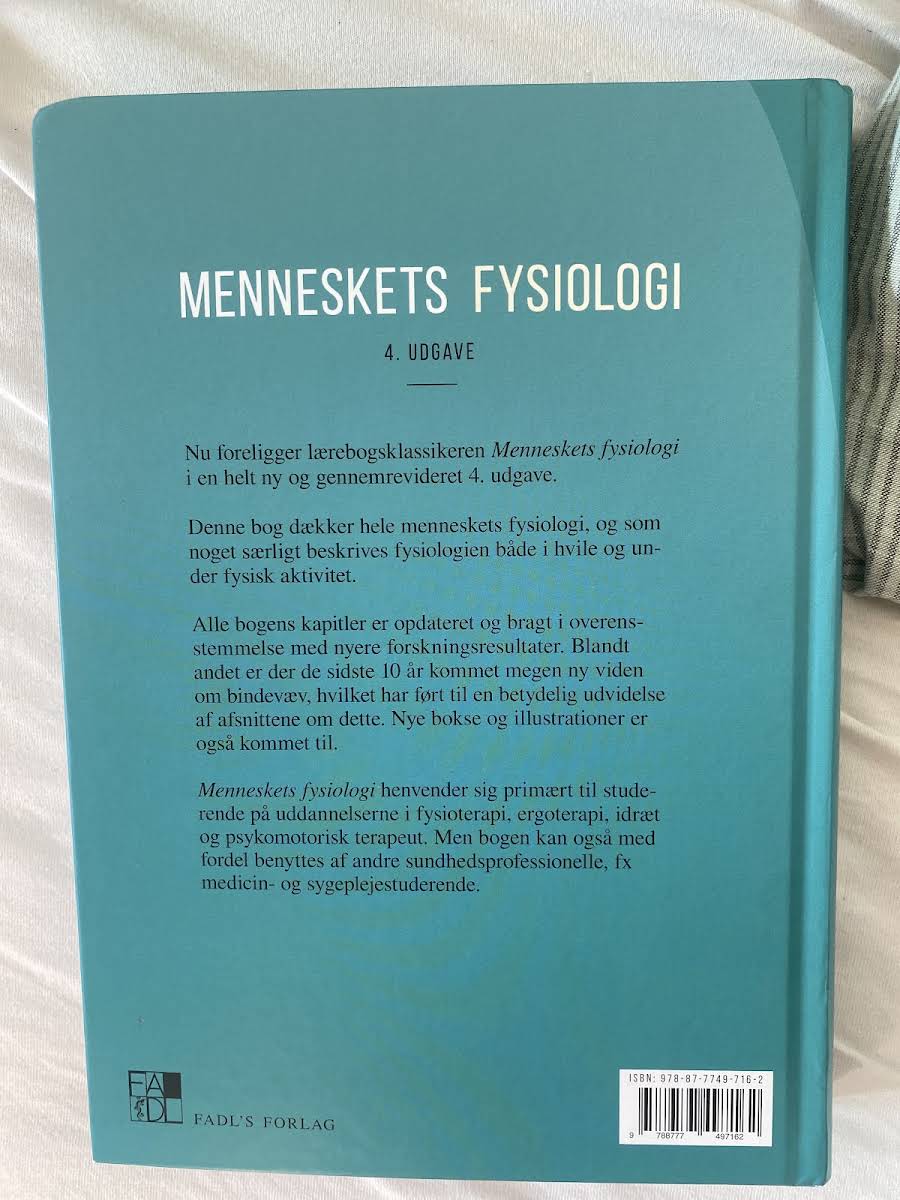 MENNESKETS FYSIOLOGI
4. UDGAVE
Nu foreligger lærebogsklassikeren Menneskets fysiologi
i en helt ny og gennemrevideret 4. udgave.
Denne bog dækker hele menneskets fysiologi, og som
noget særligt beskrives fysiologien både i hvile og un-
der fysisk aktivitet.
Alle bogens kapitler er opdateret og bragt i overens-
stemmelse med nyere forskningsresultater. Blandt
andet er der de sidste 10 år kommet megen ny viden
om bindevæv, hvilket har ført til en betydelig udvidelse
af afsnittene om dette. Nye bokse og illustrationer er
også kommet til.
Menneskets fysiologi henvender sig primært til stude-
rende på uddannelserne i fysioterapi, ergoterapi, idræt
og psykomotorisk terapeut. Men bogen kan også med
fordel benyttes af andre sundhedsprofessionelle, fx
medicin- og sygeplejestuderende.
FADL
FADL'S FORLAG
ISBN: 978-87-7749-716-2
9 788777 497162